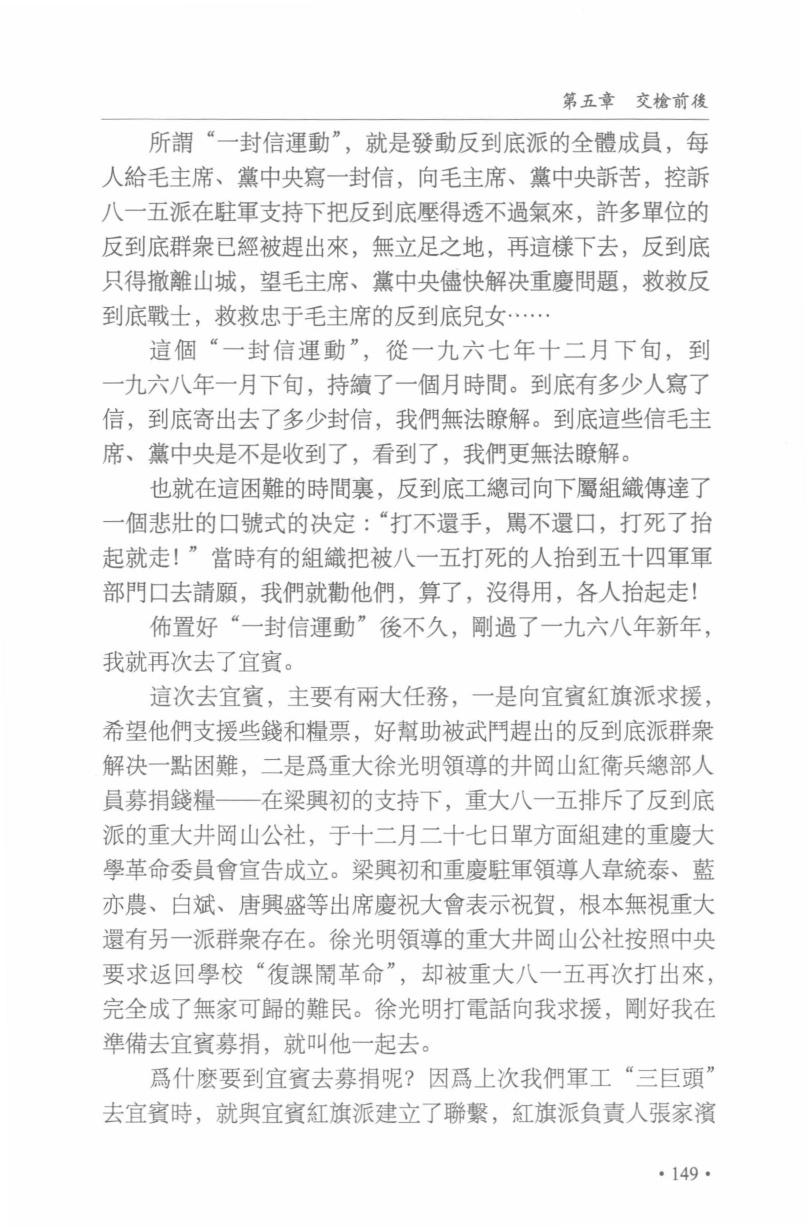 第五章　交槍前後
所謂“一封信運動”，就是發動反到底派的全體成員，每
人給毛主席、黨中央寫一封信，向毛主席、黨中央訴苦，控訴
八一五派在駐軍支持下把反到底壓得透不過氣來，許多單位的
反到底群衆已經被趕出來，無立足之地，再這樣下去，反到底
只得撤離山城，望毛主席、黨中央儘快解決重慶問題，救救反
到底戰士，救救忠于毛主席的反到底兒女……
這個“一封信運動”，從一九六七年十二月下旬，到
一九六八年一月下旬，持續了一個月時間。到底有多少人寫了
信，到底寄出去了多少封信，我們無法瞭解。到底這些信毛主
席、黨中央是不是收到了，看到了，我們更無法瞭解。
也就在這困難的時間裏，反到底工總司向下屬組織傳達了
一個悲壯的口號式的決定：“打不還手，駡不還口，打死了抬
起就走！”當時有的組織把被八一五打死的人抬到五十四軍軍
部門口去請願，我們就勸他們，算了，沒得用，各人抬起走！
佈置好“一封信運動”後不久，剛過了一九六八年新年，
我就再次去了宜賓。
這次去宜賓，主要有兩大任務，一是向宜賓紅旗派求援，
希望他們支援些錢和糧票，好幫助被武鬥趕出的反到底派群衆
解決一點困難，二是爲重大徐光明領導的井岡山紅衛兵總部人
員募捐錢糧——在梁興初的支持下，重大八一五排斥了反到底
派的重大井岡山公社，于十二月二十七日單方面組建的重慶大
學革命委員會宣告成立。梁興初和重慶駐軍領導人韋統泰、藍
亦農、白斌、唐興盛等出席慶祝大會表示祝賀，根本無視重大
還有另一派群衆存在。徐光明領導的重大井岡山公社按照中央
要求返回學校“復課鬧革命”，却被重大八一五再次打出來，
完全成了無家可歸的難民。徐光明打電話向我求援，剛好我在
準備去宜賓募捐，就叫他一起去。
爲什麽要到宜賓去募捐呢？因爲上次我們軍工“三巨頭”
去宜賓時，就與宜賓紅旗派建立了聯繫，紅旗派負責人張家濱
·149·